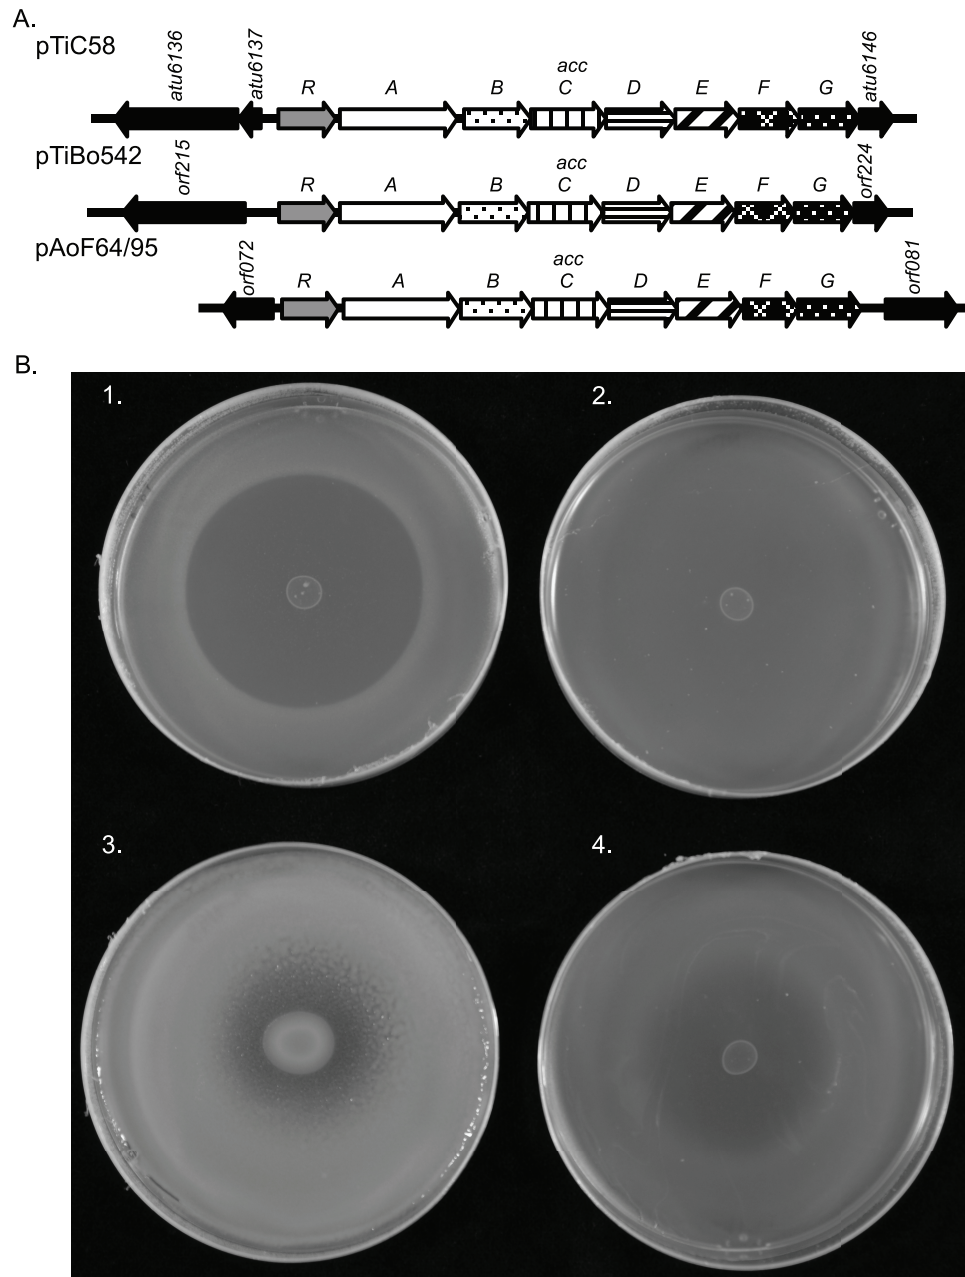 A.
pTiC58
atu6136
atu6137
acc
R A B C D E F G
atu6146
pTiBo542
orf215
acc
R A B C D E F G
orf224
pAoF64/95
orf072
acc
R A B C D E F G
orf081
B.
1. 2.
3. 4.